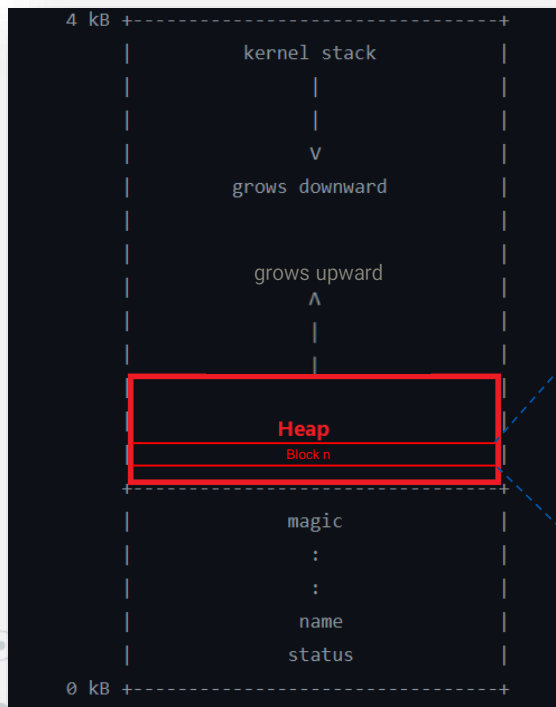 4 kB +---------------------------------+
| kernel stack |
| | |
| | |
| V |
| grows downward |
| |
| |
grows upward
| ^ |
| | |
| | |
Heap
Block n
+---------------------------------+
| magic |
| : |
| : |
| name |
| status |
0 kB +---------------------------------+